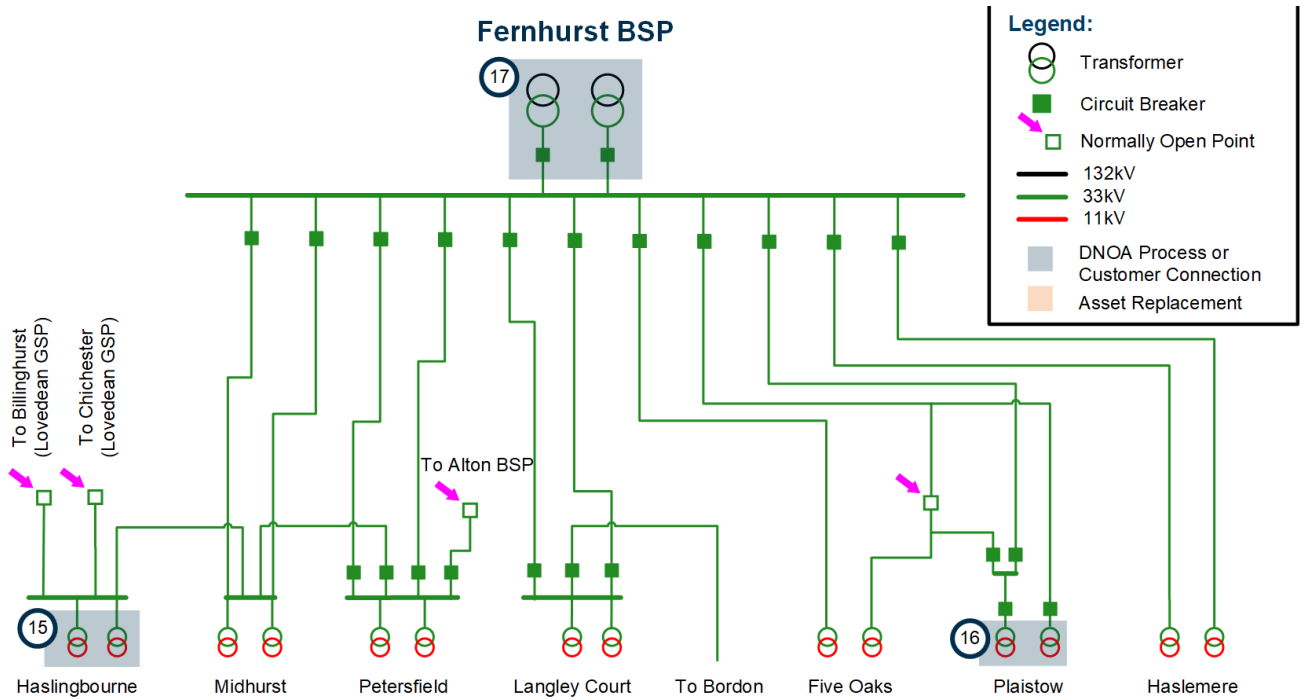 Fernhurst BSP
17
Legend:
Transformer
Circuit Breaker
Normally Open Point
132kV
33kV
11kV
DNOA Process or
Customer Connection
Asset Replacement
To Billinghurst
(Lovedean GSP)
To Chichester
(Lovedean GSP)
To Alton BSP
15
16
Haslingbourne
Midhurst
Petersfield
Langley Court
To Bordon
Five Oaks
Plaistow
Haslemere